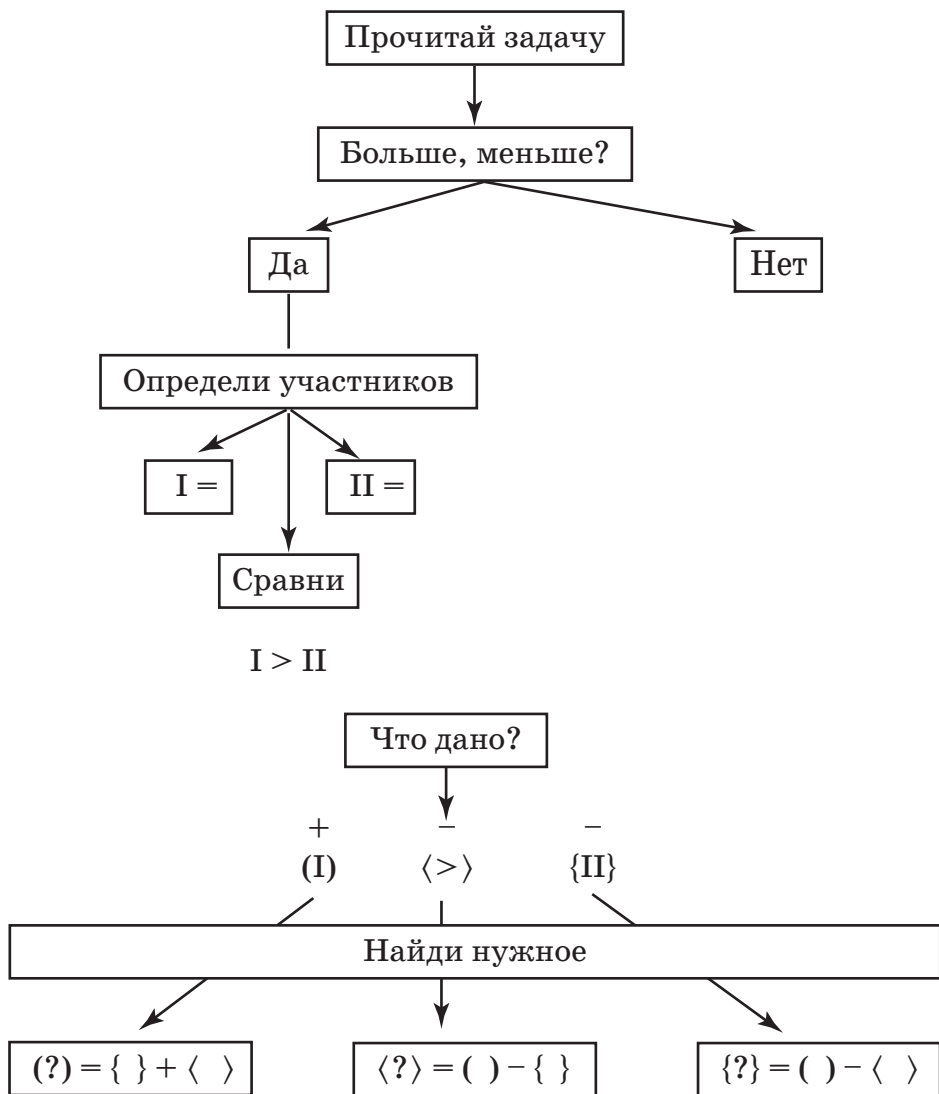 Прочитай задачу
Больше, меньше?
Да
Нет
Определи участников
I =
II =
Сравни
I > II
Что дано?
+ – –
(I) ⟨>⟩ {II}
Найди нужное
(?) = { } + ⟨ ⟩
⟨?⟩ = ( ) – { }
{?} = ( ) – ⟨ ⟩